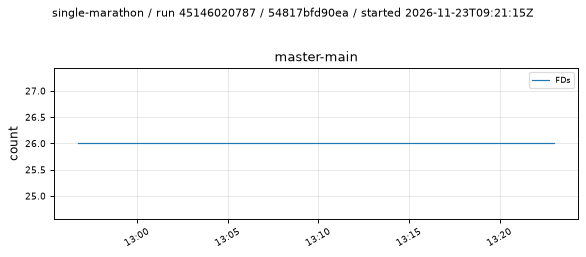 single-marathon / run 45146020787 / 54817bfd90ea / started 2026-11-23T09:21:15Z
master-main
FDs
count
27.0
26.5
26.0
25.5
25.0
13:00
13:05
13:10
13:15
13:20